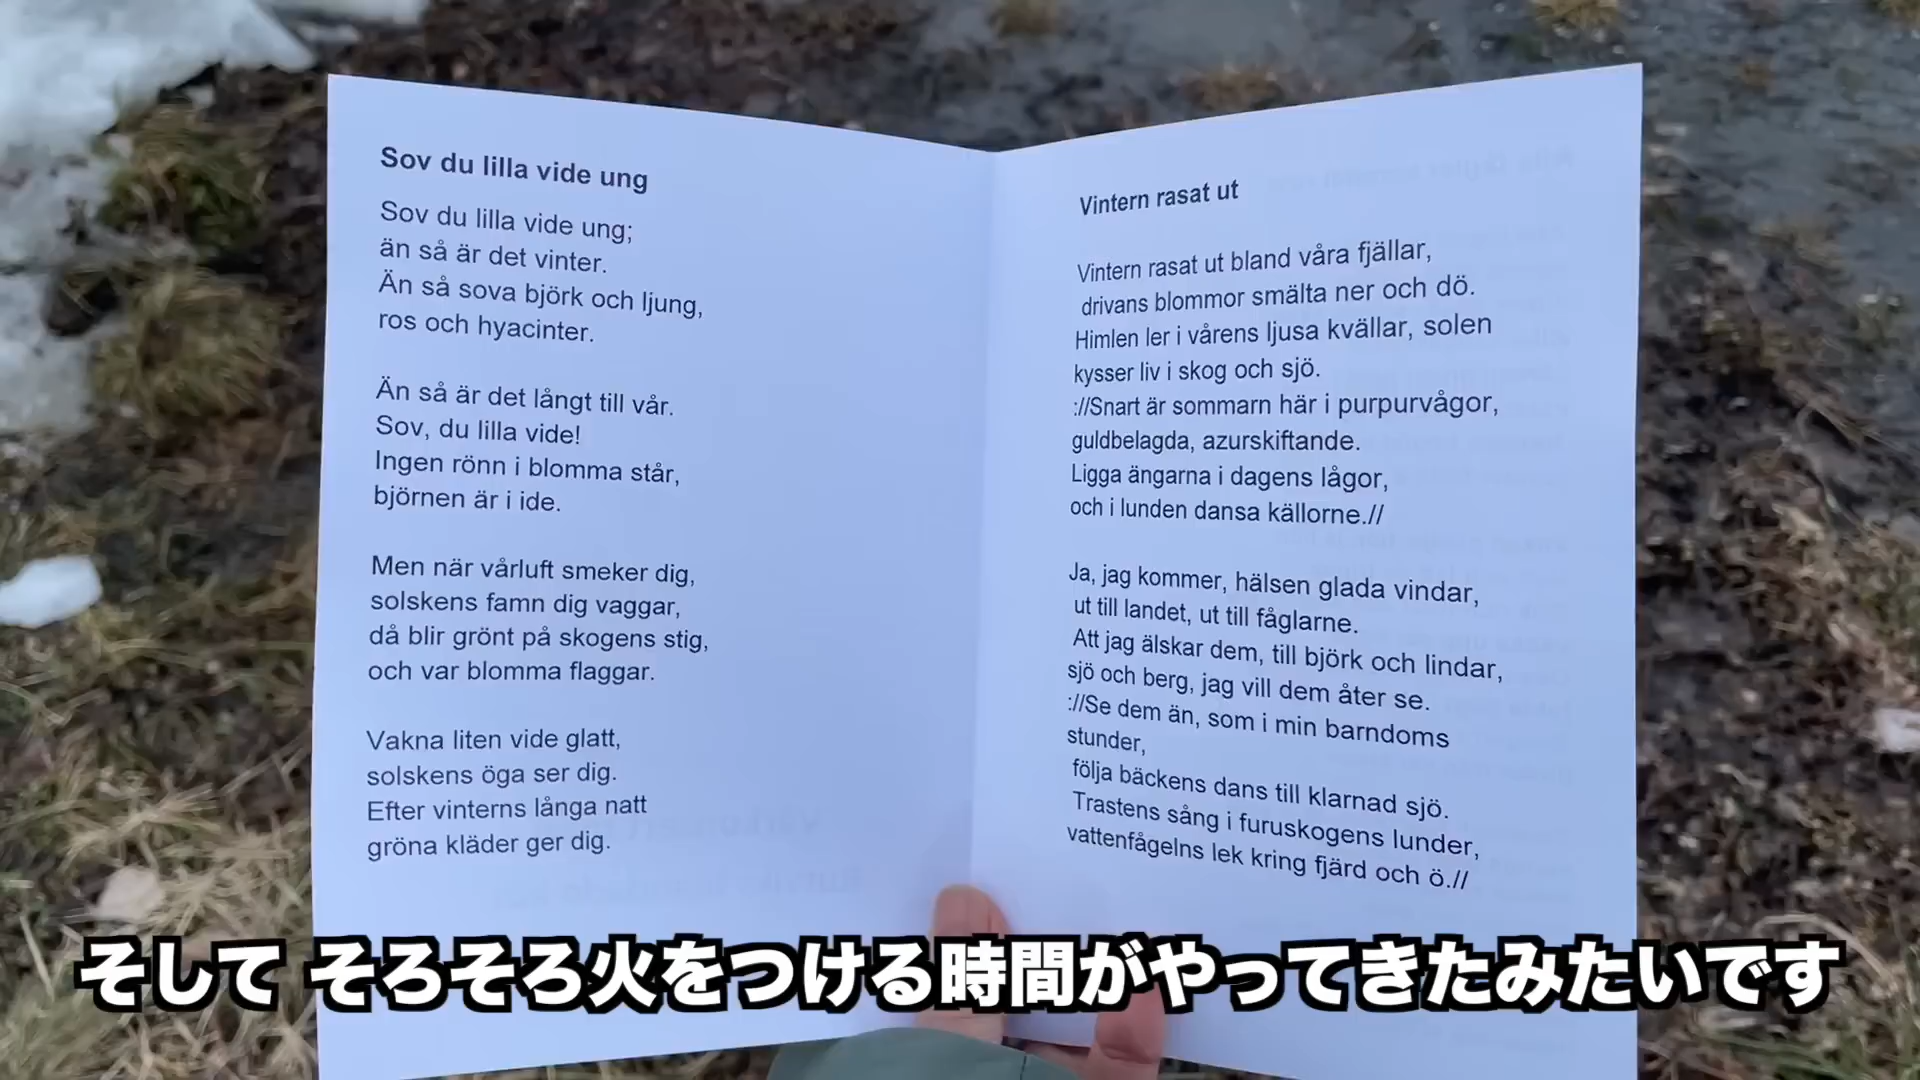 Sov du lilla vide ung
Sov du lilla vide ung;
än så är det vinter.
Än så sova björk och ljung,
ros och hyacinter.
Än så är det långt till vår.
Sov, du lilla vide!
Ingen rönn i blomma står,
björnen är i ide.
Men när vårluft smeker dig,
solskens famn dig vaggar,
då blir grönt på skogens stig,
och var blomma flaggar.
Vakna liten vide glatt,
solskens öga ser dig.
Efter vinterns långa natt
gröna kläder ger dig.
Vintern rasat ut
Vintern rasat ut bland våra fjällar,
drivans blommor smälta ner och dö.
Himlen ler i vårens ljusa kvällar, solen
kysser liv i skog och sjö.
://Snart är sommarn här i purpurvågor,
guldbelagda, azurskiftande.
Ligga ängarna i dagens lågor,
och i lunden dansa källorne.//
Ja, jag kommer, hälsen glada vindar,
ut till landet, ut till fåglarne.
Att jag älskar dem, till björk och lindar,
sjö och berg, jag vill dem åter se.
://Se dem än, som i min barndoms
stunder,
följa bäckens dans till klarnad sjö.
Trastens sång i furuskogens lunder,
vattenfågelns lek kring fjärd och ö.//
そして そろそろ火をつける時間がやってきたみたいです